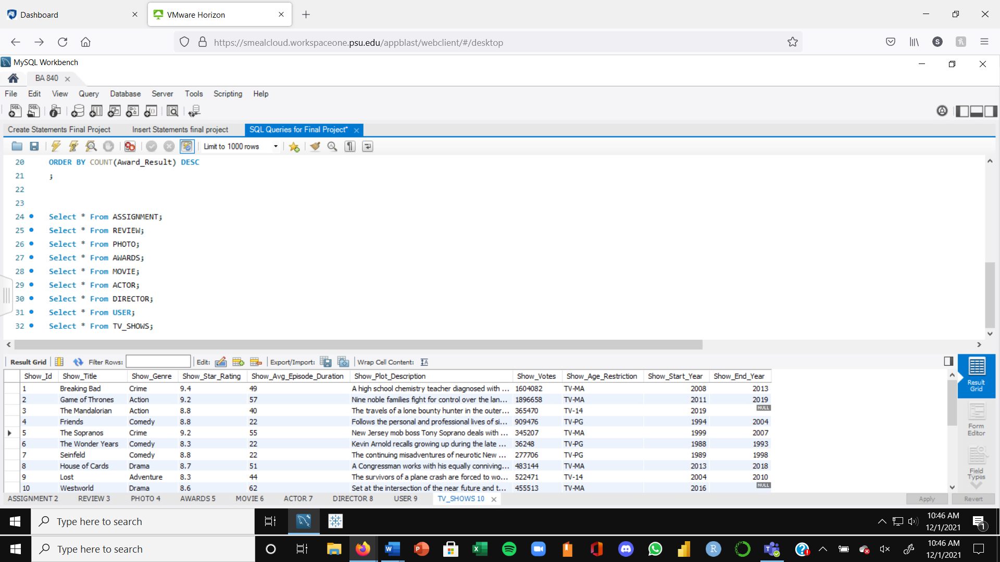 Dashboard
VMware Horizon
https://smealcloud.workspaceone.psu.edu/appblast/webclient/#/desktop
S
MySQL Workbench
BA 840
File Edit View Query Database Server Tools Scripting Help
Create Statements Final Project Insert Statements final project SQL Queries for Final Project*
Limit to 1000 rows
20 ORDER BY COUNT(Award_Result) DESC
21 ;
22
23
24 Select * From ASSIGNMENT;
25 Select * From REVIEW;
26 Select * From PHOTO;
27 Select * From AWARDS;
28 Select * From MOVIE;
29 Select * From ACTOR;
30 Select * From DIRECTOR;
31 Select * From USER;
32 Select * From TV_SHOWS;
Result Grid Filter Rows: Edit: Export/Import: Wrap Cell Content:
Show_Id Show_Title Show_Genre Show_Star_Rating Show_Avg_Episode_Duration Show_Plot_Description Show_Votes Show_Age_Restriction Show_Start_Year Show_End_Year
1 Breaking Bad Crime 9.4 49 A high school chemistry teacher diagnosed with ... 1604082 TV-MA 2008 2013
2 Game of Thrones Action 9.2 57 Nine noble families fight for control over the lan... 1896658 TV-MA 2011 2019
3 The Mandalorian Action 8.8 40 The travels of a lone bounty hunter in the outer... 365470 TV-14 2019 NULL
4 Friends Comedy 8.8 22 Follows the personal and professional lives of si... 909476 TV-PG 1994 2004
5 The Sopranos Crime 9.2 55 New Jersey mob boss Tony Soprano deals with ... 345207 TV-MA 1999 2007
6 The Wonder Years Comedy 8.3 22 Kevin Arnold recalls growing up during the late ... 36248 TV-PG 1988 1993
7 Seinfeld Comedy 8.8 22 The continuing misadventures of neurotic New ... 277706 TV-PG 1989 1998
8 House of Cards Drama 8.7 51 A Congressman works with his equally conniving... 483144 TV-MA 2013 2018
9 Lost Adventure 8.3 44 The survivors of a plane crash are forced to wo... 522471 TV-14 2004 2010
10 Westworld Drama 8.6 62 Set at the intersection of the near future and t... 455513 TV-MA 2016 NULL
Result
Grid
Form
Editor
Field
Types
ASSIGNMENT 2 REVIEW 3 PHOTO 4 AWARDS 5 MOVIE 6 ACTOR 7 DIRECTOR 8 USER 9 TV_SHOWS 10
Apply Revert
Type here to search
10:46 AM
12/1/2021
1
Type here to search
10:46 AM
12/1/2021